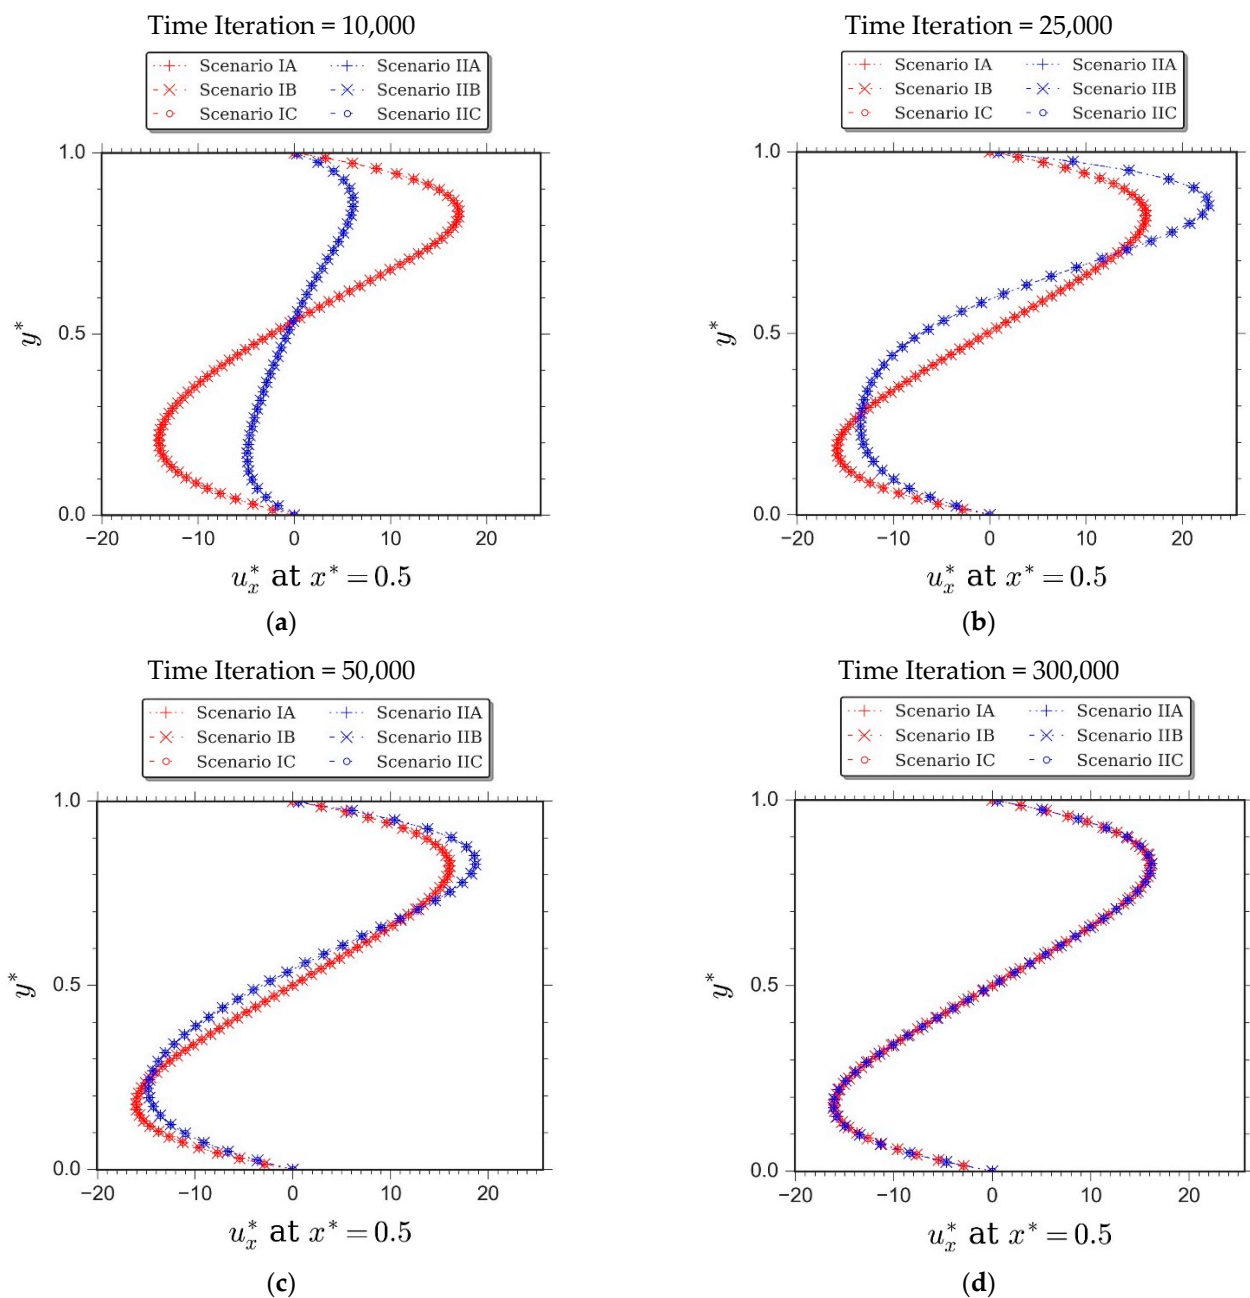 Time Iteration = 10,000
Scenario IA Scenario IIA
Scenario IB Scenario IIB
Scenario IC Scenario IIC
1.0
0.5
0.0
y*
−20 −10 0 10 20
u_x^* at x* = 0.5
(a)
Time Iteration = 25,000
Scenario IA Scenario IIA
Scenario IB Scenario IIB
Scenario IC Scenario IIC
1.0
0.5
0.0
y*
−20 −10 0 10 20
u_x^* at x* = 0.5
(b)
Time Iteration = 50,000
Scenario IA Scenario IIA
Scenario IB Scenario IIB
Scenario IC Scenario IIC
1.0
0.5
0.0
y*
−20 −10 0 10 20
u_x^* at x* = 0.5
(c)
Time Iteration = 300,000
Scenario IA Scenario IIA
Scenario IB Scenario IIB
Scenario IC Scenario IIC
1.0
0.5
0.0
y*
−20 −10 0 10 20
u_x^* at x* = 0.5
(d)